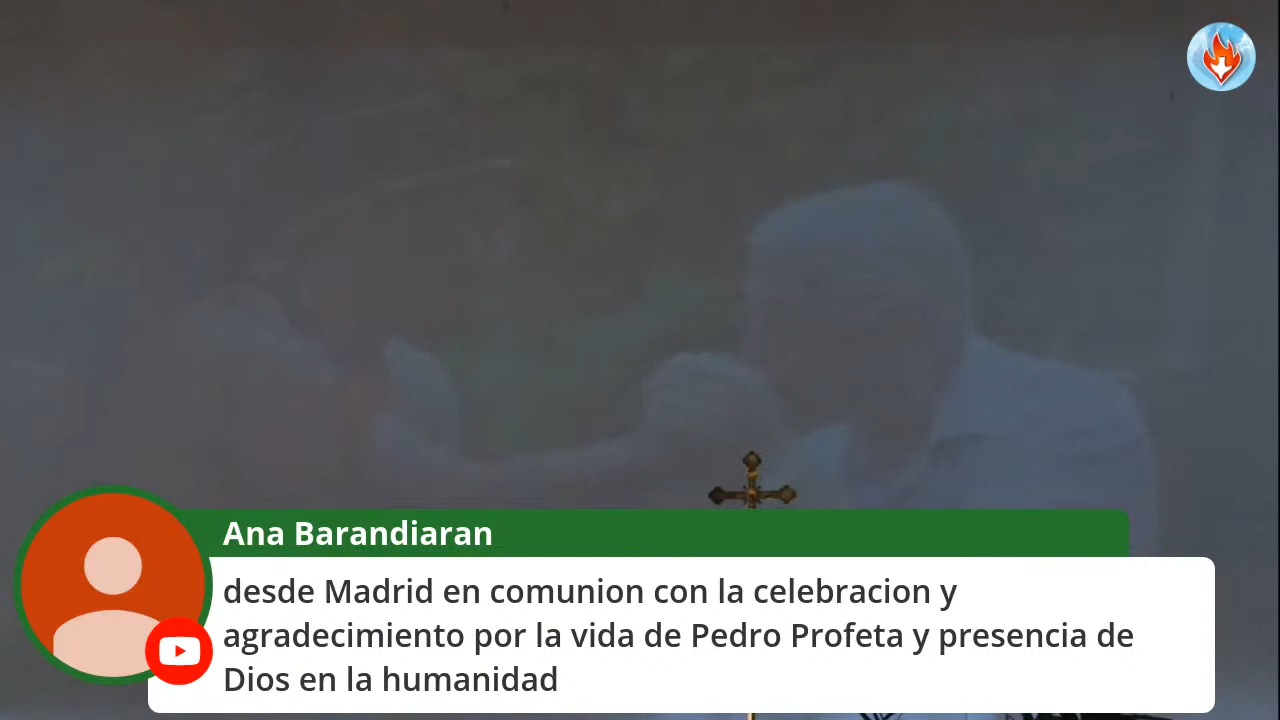 Ana Barandiaran
desde Madrid en comunion con la celebracion y
agradecimiento por la vida de Pedro Profeta y presencia de
Dios en la humanidad